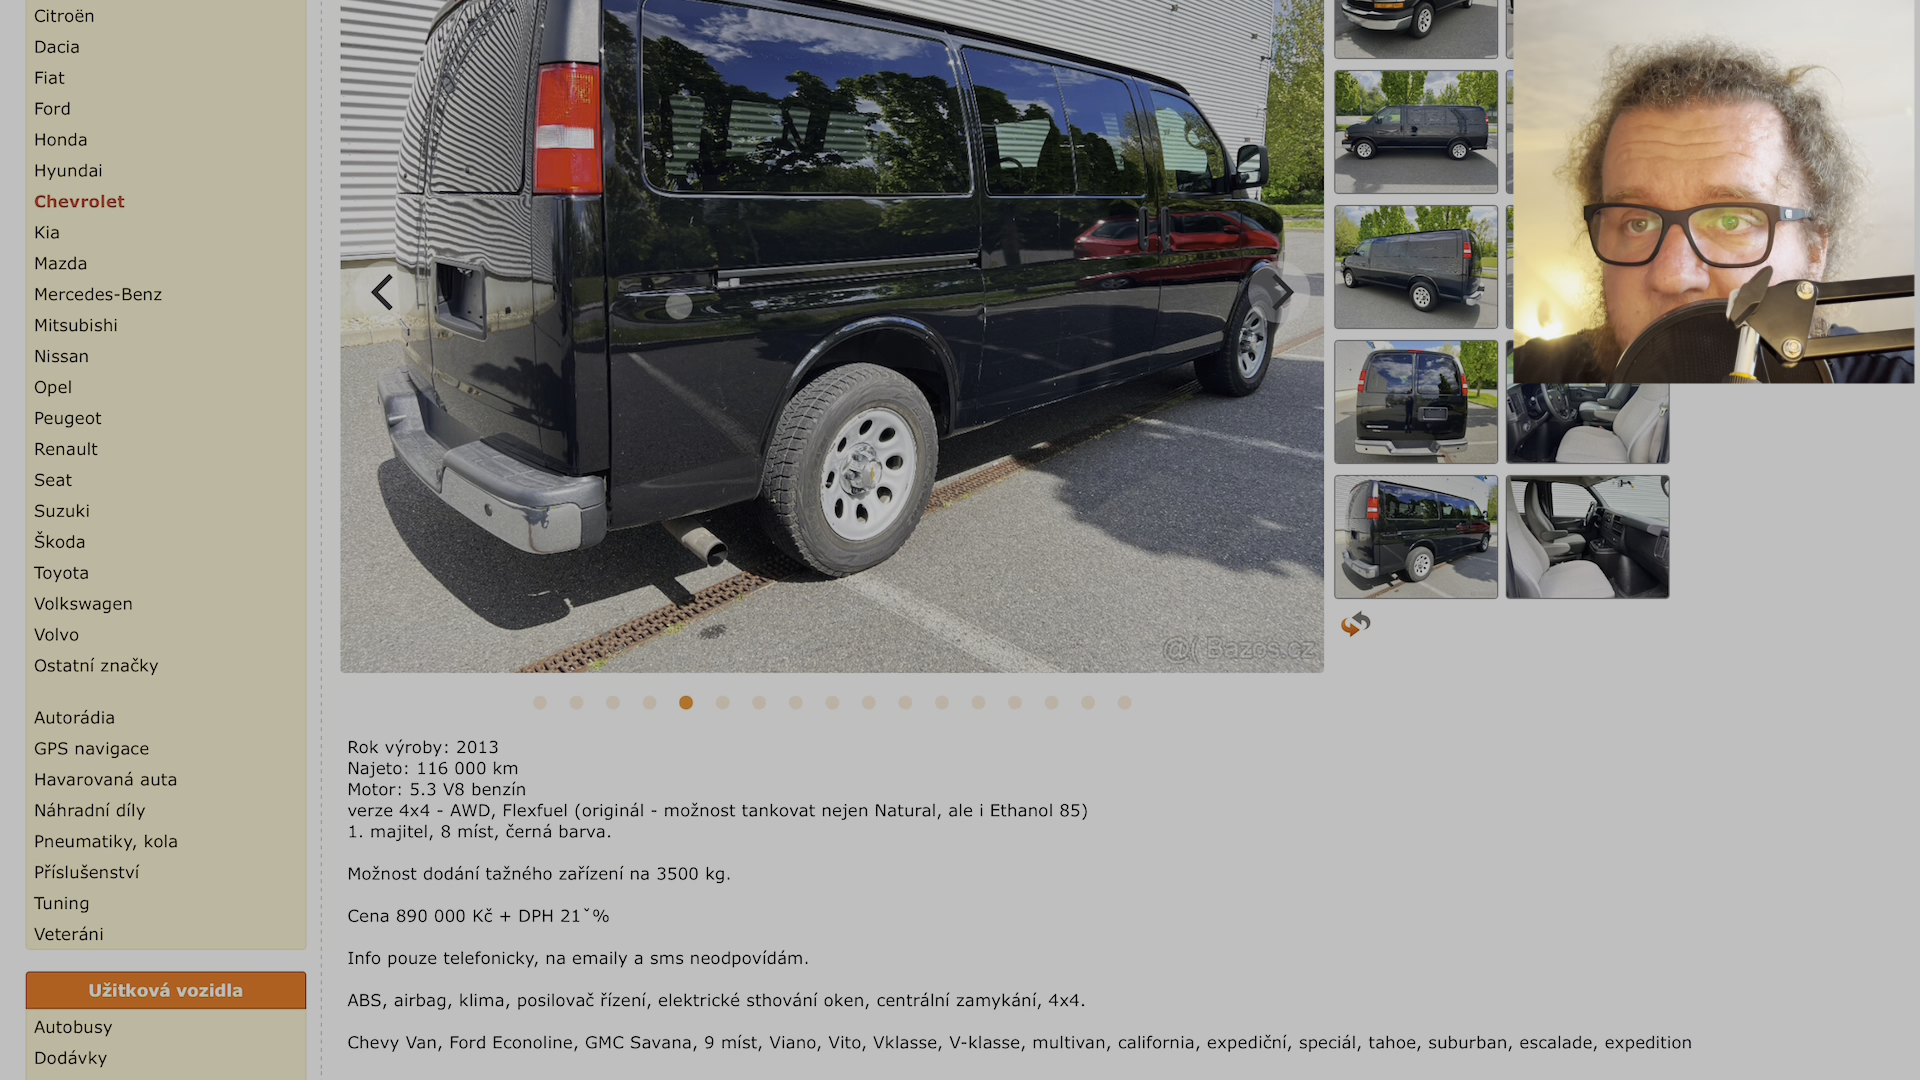 Citroën
Dacia
Fiat
Ford
Honda
Hyundai
Chevrolet
Kia
Mazda
Mercedes-Benz
Mitsubishi
Nissan
Opel
Peugeot
Renault
Seat
Suzuki
Škoda
Toyota
Volkswagen
Volvo
Ostatní značky
Autorádia
GPS navigace
Havarovaná auta
Náhradní díly
Pneumatiky, kola
Příslušenství
Tuning
Veteráni
Užitková vozidla
Autobusy
Dodávky
@( Bazos.cz
Rok výroby: 2013
Najeto: 116 000 km
Motor: 5.3 V8 benzín
verze 4x4 - AWD, Flexfuel (originál - možnost tankovat nejen Natural, ale i Ethanol 85)
1. majitel, 8 míst, černá barva.
Možnost dodání tažného zařízení na 3500 kg.
Cena 890 000 Kč + DPH 21ˇ%
Info pouze telefonicky, na emaily a sms neodpovídám.
ABS, airbag, klima, posilovač řízení, elektrické sthování oken, centrální zamykání, 4x4.
Chevy Van, Ford Econoline, GMC Savana, 9 míst, Viano, Vito, Vklasse, V-klasse, multivan, california, expediční, speciál, tahoe, suburban, escalade, expedition